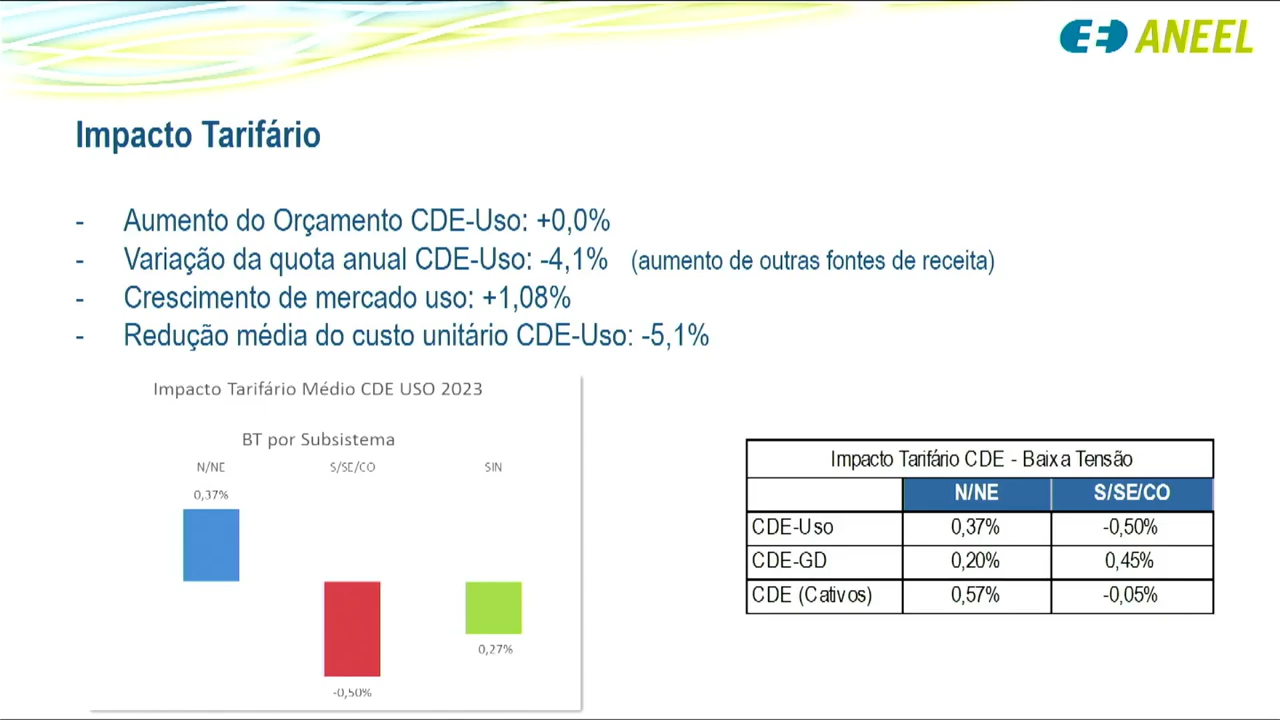 ANEEL
Impacto Tarifário
- Aumento do Orçamento CDE-Uso: +0,0%
- Variação da quota anual CDE-Uso: -4,1% (aumento de outras fontes de receita)
- Crescimento de mercado uso: +1,08%
- Redução média do custo unitário CDE-Uso: -5,1%
Impacto Tarifário Médio CDE USO 2023
BT por Subsistema
N/NE S/SE/CO SIN
0,37%
0,27%
-0,50%
Impacto Tarifário CDE - Baixa Tensão
N/NE S/SE/CO
CDE-Uso 0,37% -0,50%
CDE-GD 0,20% 0,45%
CDE (Cativos) 0,57% -0,05%